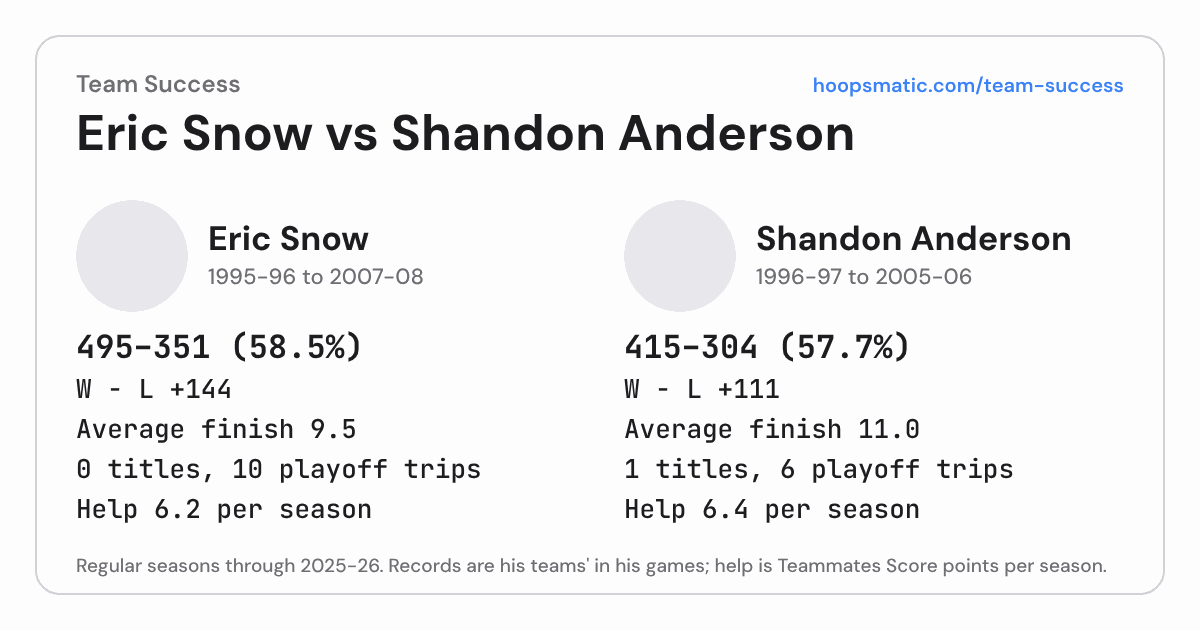 Team Success
hoopsmatic.com/team-success
Eric Snow vs Shandon Anderson
Eric Snow
1995-96 to 2007-08
495-351 (58.5%)
W - L +144
Average finish 9.5
0 titles, 10 playoff trips
Help 6.2 per season
Shandon Anderson
1996-97 to 2005-06
415-304 (57.7%)
W - L +111
Average finish 11.0
1 titles, 6 playoff trips
Help 6.4 per season
Regular seasons through 2025-26. Records are his teams' in his games; help is Teammates Score points per season.